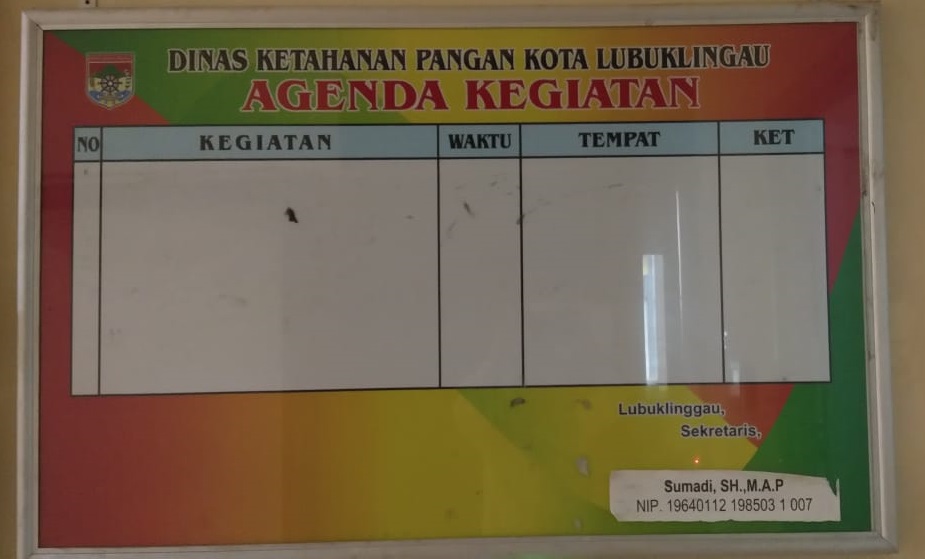 DINAS KETAHANAN PANGAN KOTA LUBUKLINGAU
AGENDA KEGIATAN
NO KEGIATAN WAKTU TEMPAT KET
Lubuklinggau,
Sekretaris,
Sumadi, SH.,M.A.P
NIP. 19640112 198503 1 007